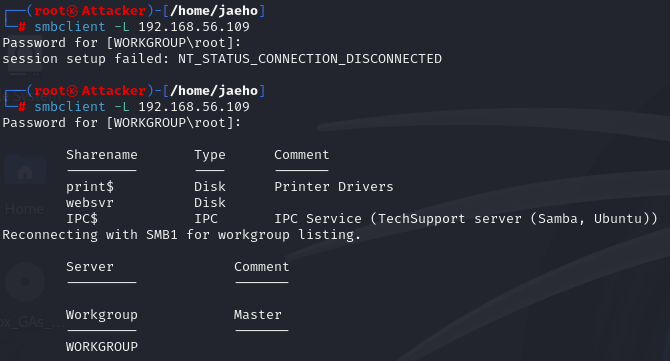 ┌──(root㉿Attacker)-[/home/jaeho]
└─# smbclient -L 192.168.56.109
Password for [WORKGROUP\root]:
session setup failed: NT_STATUS_CONNECTION_DISCONNECTED
┌──(root㉿Attacker)-[/home/jaeho]
└─# smbclient -L 192.168.56.109
Password for [WORKGROUP\root]:
Sharename Type Comment
--------- ---- -------
print$ Disk Printer Drivers
websvr Disk
IPC$ IPC IPC Service (TechSupport server (Samba, Ubuntu))
Reconnecting with SMB1 for workgroup listing.
Server Comment
--------- -------
Workgroup Master
--------- -------
WORKGROUP
Home